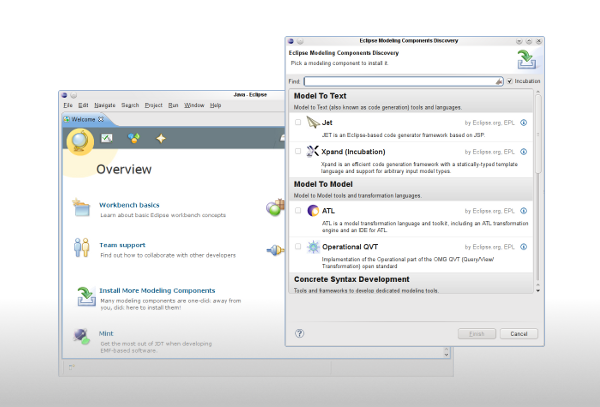 Eclipse Modeling Components Discovery
Eclipse Modeling Components Discovery
Pick a modeling component to install it
Find:
Incubation
Model To Text
Model to Text (also known as code generation) tools and languages.
Jet
by Eclipse.org, EPL
JET is an Eclipse-based code generator framework based on JSP.
Xpand (Incubation)
by Eclipse.org, EPL
Xpand is an efficient code generation framework with a statically-typed template
language and support for arbitrary input model types.
Model To Model
Model to Model tools and transformation languages.
ATL
by Eclipse.org, EPL
ATL is a model transformation language and toolkit, including an ATL transformation
engine and an IDE for ATL.
Operational QVT
by Eclipse.org, EPL
Implementation of the Operational part of the OMG QVT (Query/View/
Transformation) open standard
Concrete Syntax Development
Tools and frameworks to develop dedicated modeling tools.
Finish
Cancel
Java - Eclipse
File Edit Navigate Search Project Run Window Help
Welcome
Overview
Workbench basics
Learn about basic Eclipse workbench concepts
Team support
Find out how to collaborate with other developers
Install More Modeling Components
Many modeling components are one-click away from
you, click here to install them!
Mint
Get the most out of JDT when developing
EMF-based software.